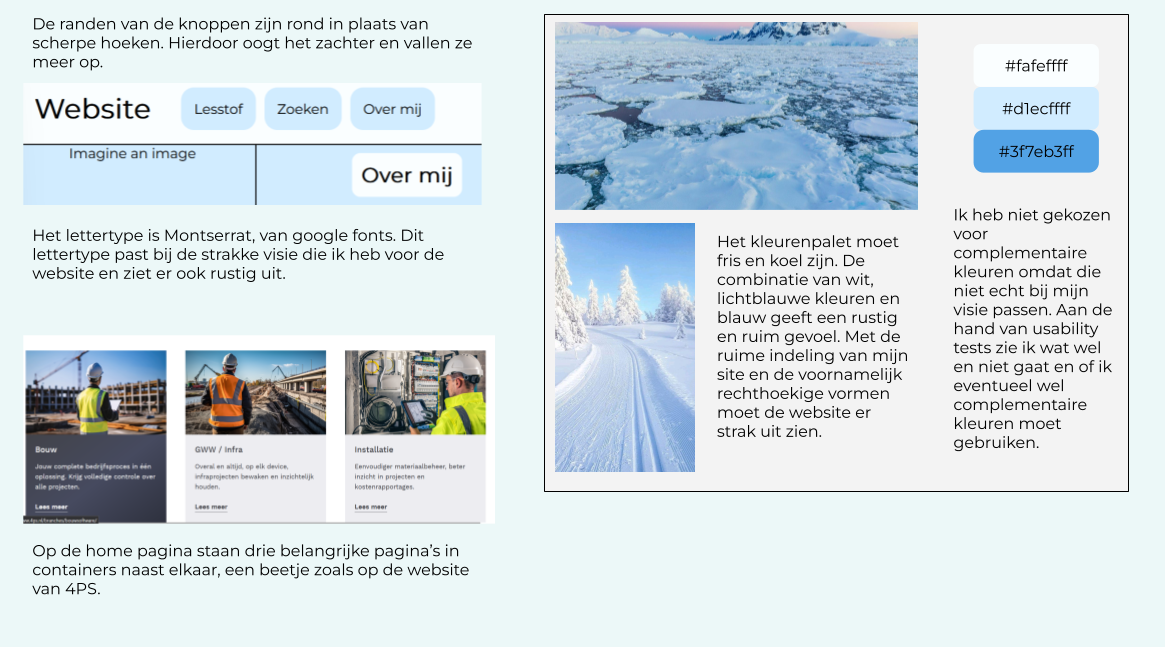 De randen van de knoppen zijn rond in plaats van
scherpe hoeken. Hierdoor oogt het zachter en vallen ze
meer op.
Website
Lesstof
Zoeken
Over mij
Imagine an image
Over mij
Het lettertype is Montserrat, van google fonts. Dit
lettertype past bij de strakke visie die ik heb voor de
website en ziet er ook rustig uit.
Bouw
Jouw complete bedrijfsproces in één
oplossing. Krijg volledige controle over
alle projecten.
Lees meer
GWW / Infra
Overal en altijd, op elk device,
infraprojecten bewaken en inzichtelijk
houden.
Lees meer
Installatie
Eenvoudiger materiaalbeheer, beter
inzicht in projecten en
kostenrapportages.
Lees meer
Op de home pagina staan drie belangrijke pagina's in
containers naast elkaar, een beetje zoals op de website
van 4PS.
#fafeffff
#d1ecffff
#3f7eb3ff
Het kleurenpalet moet
fris en koel zijn. De
combinatie van wit,
lichtblauwe kleuren en
blauw geeft een rustig
en ruim gevoel. Met de
ruime indeling van mijn
site en de voornamelijk
rechthoekige vormen
moet de website er
strak uit zien.
Ik heb niet gekozen
voor
complementaire
kleuren omdat die
niet echt bij mijn
visie passen. Aan de
hand van usability
tests zie ik wat wel
en niet gaat en of ik
eventueel wel
complementaire
kleuren moet
gebruiken.